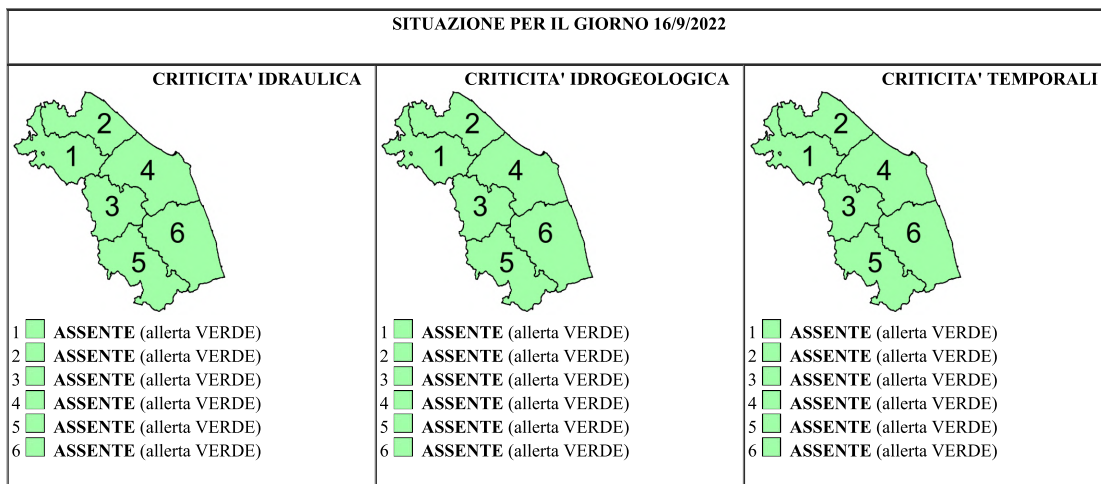 SITUAZIONE PER IL GIORNO 16/9/2022
CRITICITA' IDRAULICA
2
1
4
3
6
5
1 ASSENTE (allerta VERDE)
2 ASSENTE (allerta VERDE)
3 ASSENTE (allerta VERDE)
4 ASSENTE (allerta VERDE)
5 ASSENTE (allerta VERDE)
6 ASSENTE (allerta VERDE)
CRITICITA' IDROGEOLOGICA
2
1
4
3
6
5
1 ASSENTE (allerta VERDE)
2 ASSENTE (allerta VERDE)
3 ASSENTE (allerta VERDE)
4 ASSENTE (allerta VERDE)
5 ASSENTE (allerta VERDE)
6 ASSENTE (allerta VERDE)
CRITICITA' TEMPORALI
2
1
4
3
6
5
1 ASSENTE (allerta VERDE)
2 ASSENTE (allerta VERDE)
3 ASSENTE (allerta VERDE)
4 ASSENTE (allerta VERDE)
5 ASSENTE (allerta VERDE)
6 ASSENTE (allerta VERDE)